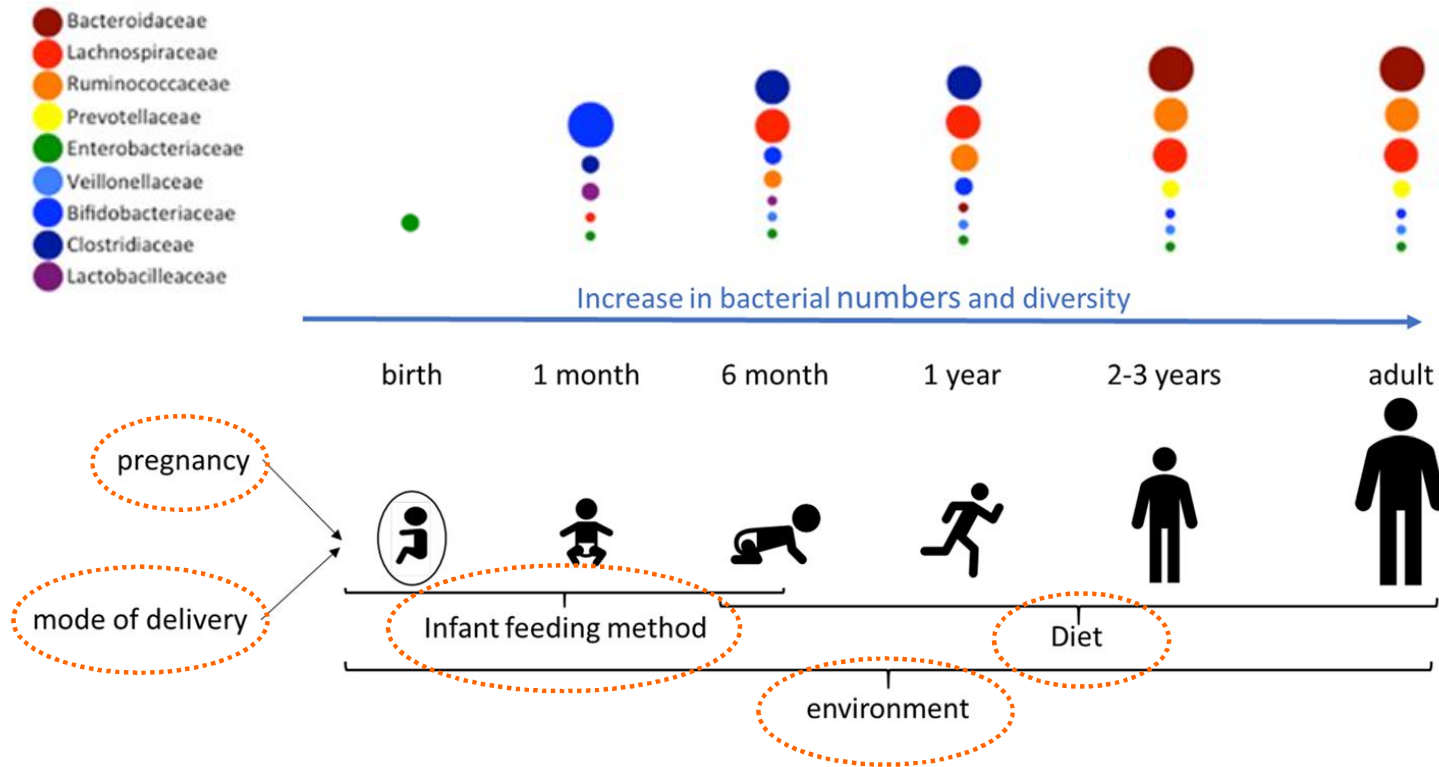 Bacteroidaceae
Lachnospiraceae
Ruminococcaceae
Prevotellaceae
Enterobacteriaceae
Veillonellaceae
Bifidobacteriaceae
Clostridiaceae
Lactobacilleaceae
Increase in bacterial numbers and diversity
birth
1 month
6 month
1 year
2-3 years
adult
pregnancy
mode of delivery
Infant feeding method
Diet
environment